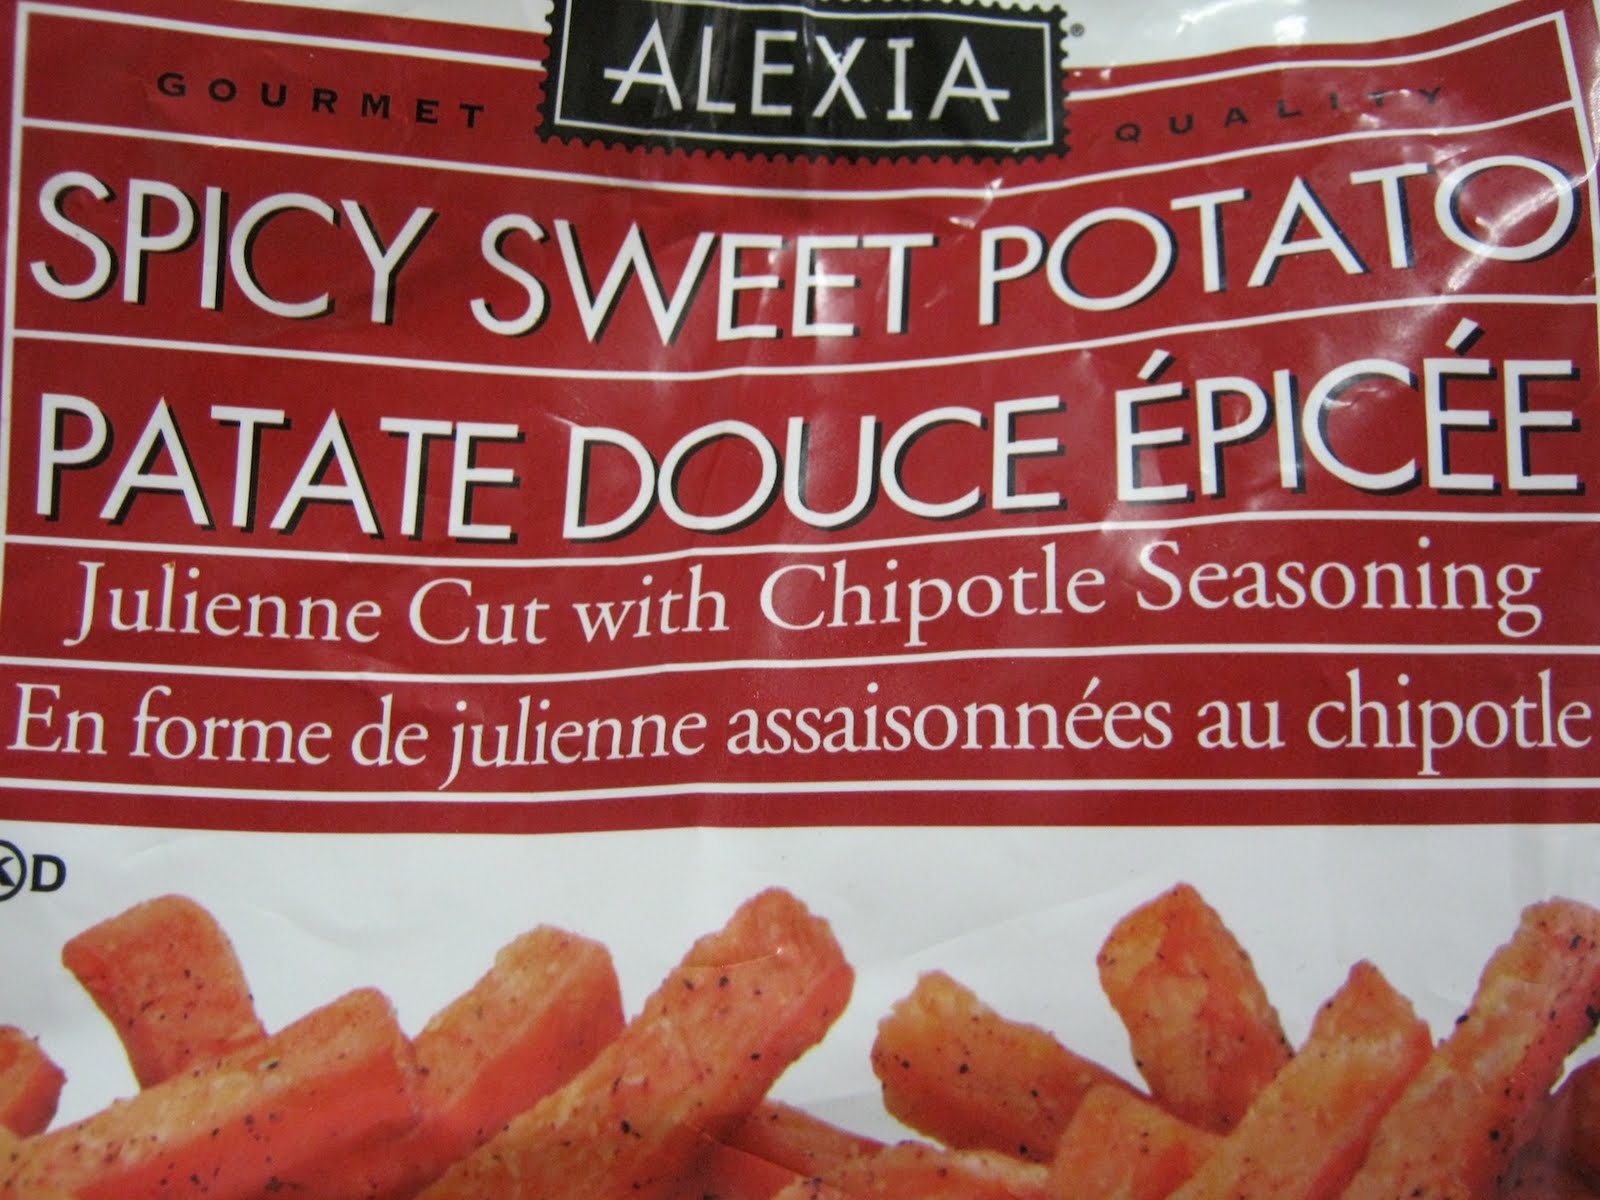 ALEXIA®
GOURMET QUALITY
SPICY SWEET POTATO
PATATE DOUCE ÉPICÉE
Julienne Cut with Chipotle Seasoning
En forme de julienne assaisonnées au chipotle
K D